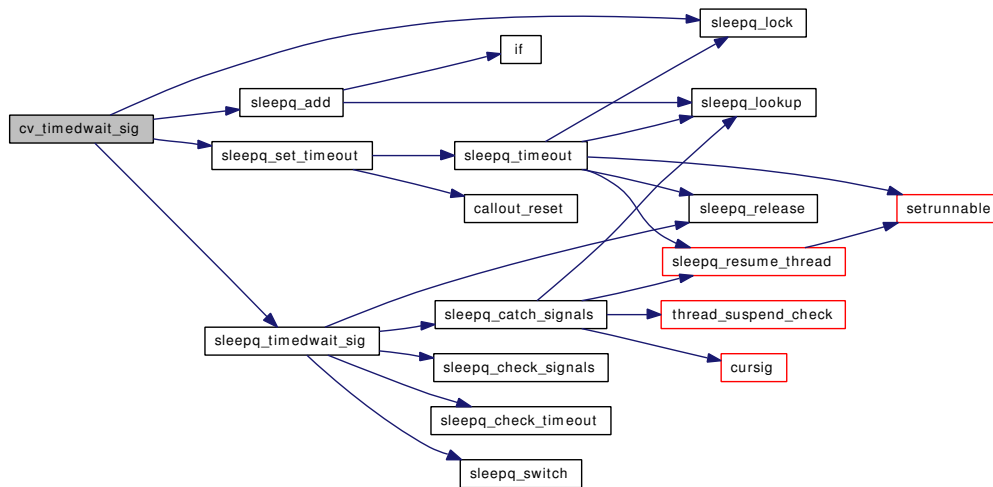 sleepq_lock
if
sleepq_add
sleepq_lookup
cv_timedwait_sig
sleepq_set_timeout
sleepq_timeout
callout_reset
sleepq_release
setrunnable
sleepq_resume_thread
sleepq_catch_signals
thread_suspend_check
sleepq_timedwait_sig
sleepq_check_signals
cursig
sleepq_check_timeout
sleepq_switch